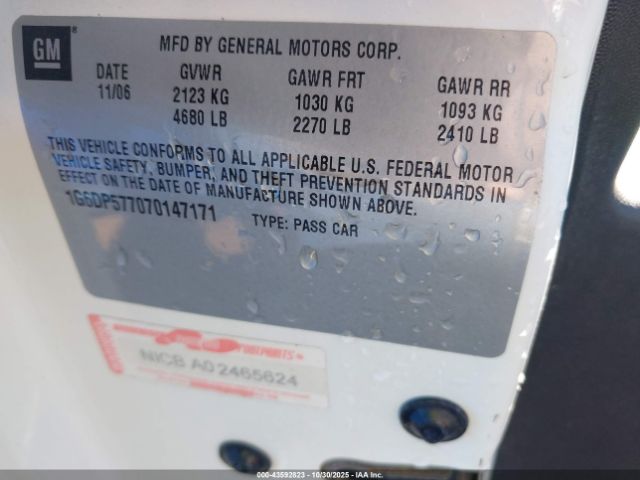 GM ®
MFD BY GENERAL MOTORS CORP.
DATE GVWR GAWR FRT GAWR RR
11/06 2123 KG 1030 KG 1093 KG
4680 LB 2270 LB 2410 LB
THIS VEHICLE CONFORMS TO ALL APPLICABLE U.S. FEDERAL MOTOR
VEHICLE SAFETY, BUMPER, AND THEFT PREVENTION STANDARDS IN
EFFECT ON THE DATE OF MANUFACTURE SHOWN ABOVE.
1G6DP577070147171 TYPE: PASS CAR
NICB A02465624
000-43592823 - 10/30/2025 - IAA Inc.